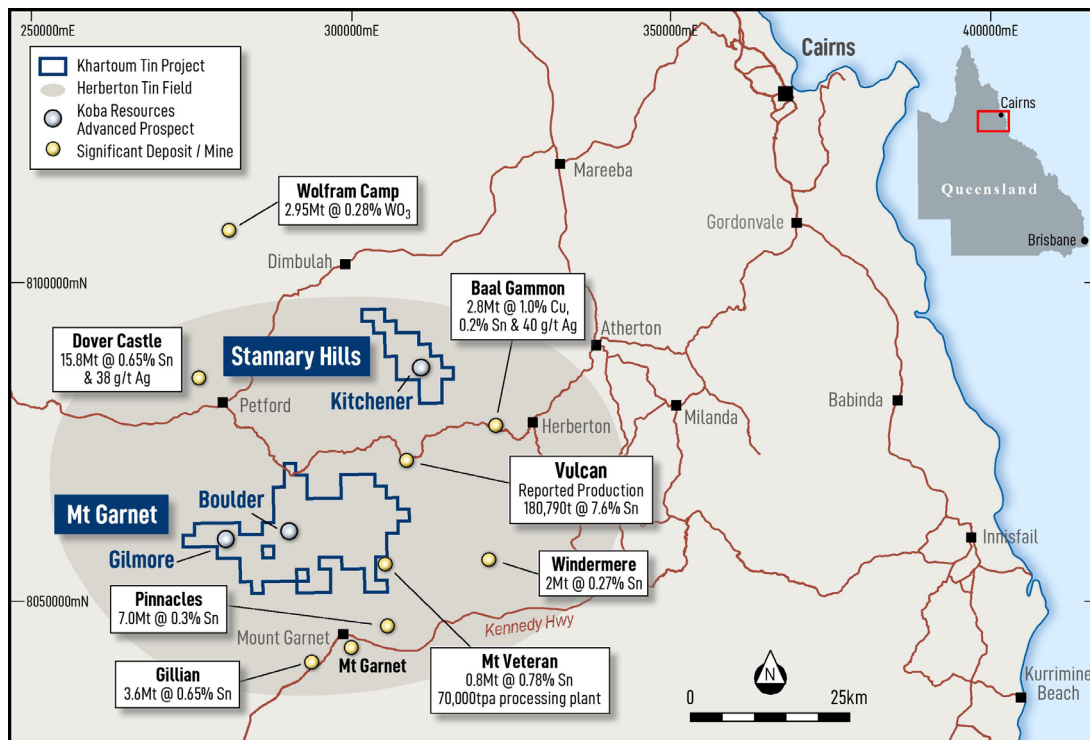 250000mE
300000mE
350000mE
400000mE
Khartoum Tin Project
Herberton Tin Field
Koba Resources
Advanced Prospect
Significant Deposit / Mine
Cairns
Cairns
Queensland
Brisbane
Mareeba
Wolfram Camp
2.95Mt @ 0.28% WO₃
Gordonvale
Dimbulah
8100000mN
Baal Gammon
2.8Mt @ 1.0% Cu,
0.2% Sn & 40 g/t Ag
Dover Castle
15.8Mt @ 0.65% Sn
& 38 g/t Ag
Stannary Hills
Atherton
Kitchener
Petford
Babinda
Milanda
Herberton
Vulcan
Reported Production
180,790t @ 7.6% Sn
Boulder
Mt Garnet
Gilmore
Innisfail
Windermere
2Mt @ 0.27% Sn
Pinnacles
7.0Mt @ 0.3% Sn
8050000mN
Kennedy Hwy
Mount Garnet
Mt Garnet
Gillian
3.6Mt @ 0.65% Sn
Mt Veteran
0.8Mt @ 0.78% Sn
70,000tpa processing plant
N
0
25km
Kurrimine
Beach